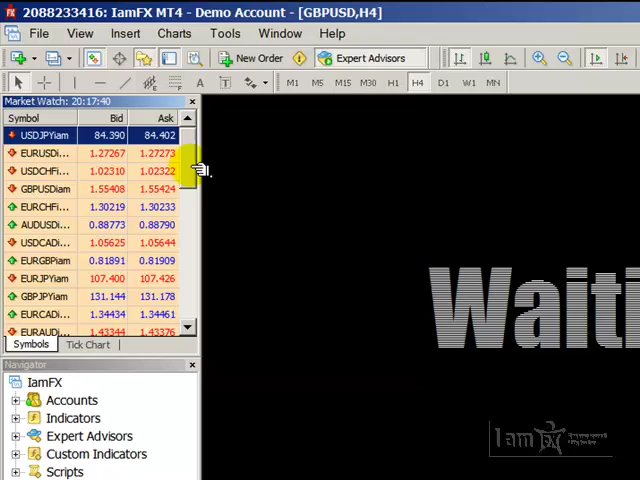 2088233416: IamFX MT4 - Demo Account - [GBPUSD,H4]
File View Insert Charts Tools Window Help
New Order Expert Advisors
A T M1 M5 M15 M30 H1 H4 D1 W1 MN
Market Watch: 20:17:40
Symbol Bid Ask
USDJPYiam 84.390 84.402
EURUSDi... 1.27267 1.27273
USDCHFi... 1.02310 1.02322
GBPUSDiam 1.55408 1.55424
EURCHFi... 1.30219 1.30233
AUDUSDi... 0.88773 0.88790
USDCADi... 1.05625 1.05644
EURGBPiam 0.81891 0.81909
EURJPYiam 107.400 107.426
GBPJPYiam 131.144 131.178
EURCADi... 1.34434 1.34461
EURAUDi... 1.43344 1.43376
Symbols Tick Chart
Waiti
Navigator
IamFX
Accounts
Indicators
Expert Advisors
Custom Indicators
Scripts
Iam FX